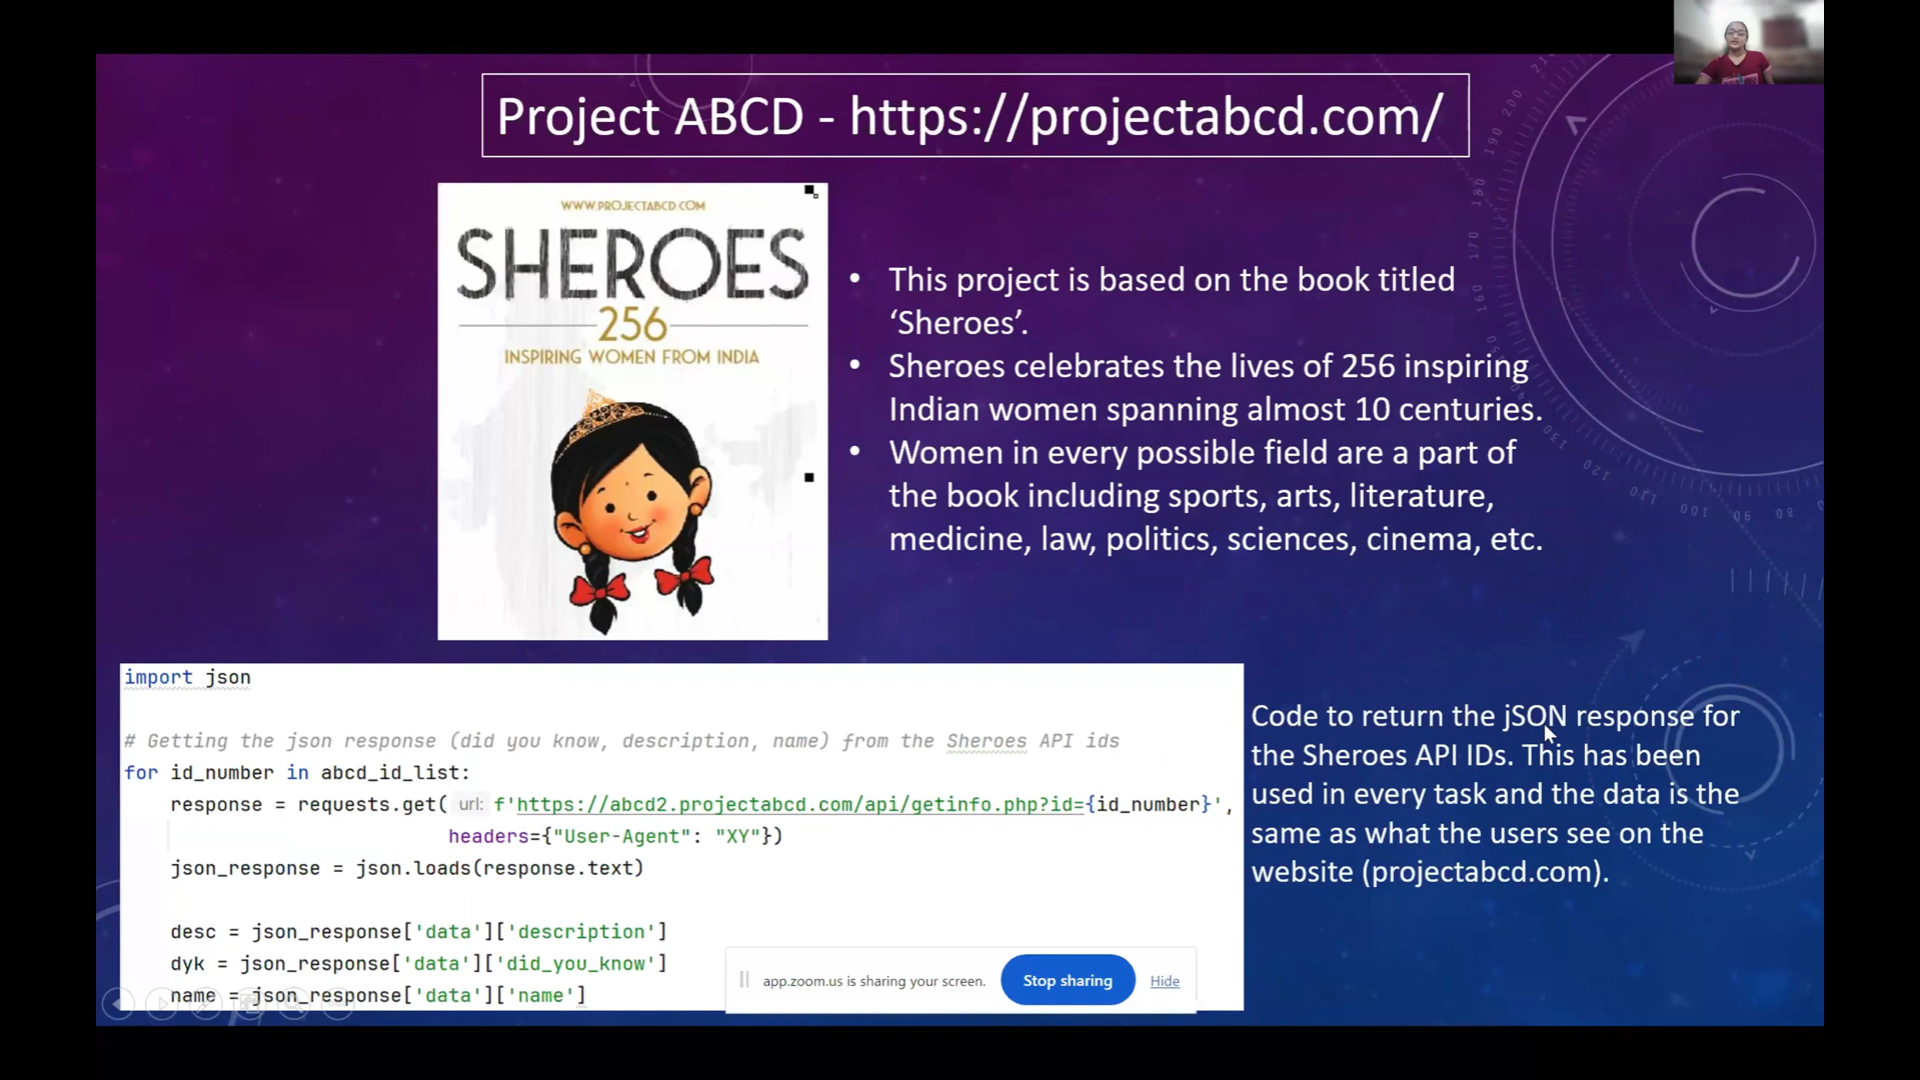 Project ABCD - https://projectabcd.com/
WWW.PROJECTABCD.COM
SHEROES
256
INSPIRING WOMEN FROM INDIA
• This project is based on the book titled
‘Sheroes’.
• Sheroes celebrates the lives of 256 inspiring
Indian women spanning almost 10 centuries.
• Women in every possible field are a part of
the book including sports, arts, literature,
medicine, law, politics, sciences, cinema, etc.
import json
# Getting the json response (did you know, description, name) from the Sheroes API ids
for id_number in abcd_id_list:
response = requests.get( url: f'https://abcd2.projectabcd.com/api/getinfo.php?id={id_number}',
headers={"User-Agent": "XY"})
json_response = json.loads(response.text)
desc = json_response['data']['description']
dyk = json_response['data']['did_you_know']
name = json_response['data']['name']
Code to return the jSON response for
the Sheroes API IDs. This has been
used in every task and the data is the
same as what the users see on the
website (projectabcd.com).
app.zoom.us is sharing your screen.
Stop sharing
Hide